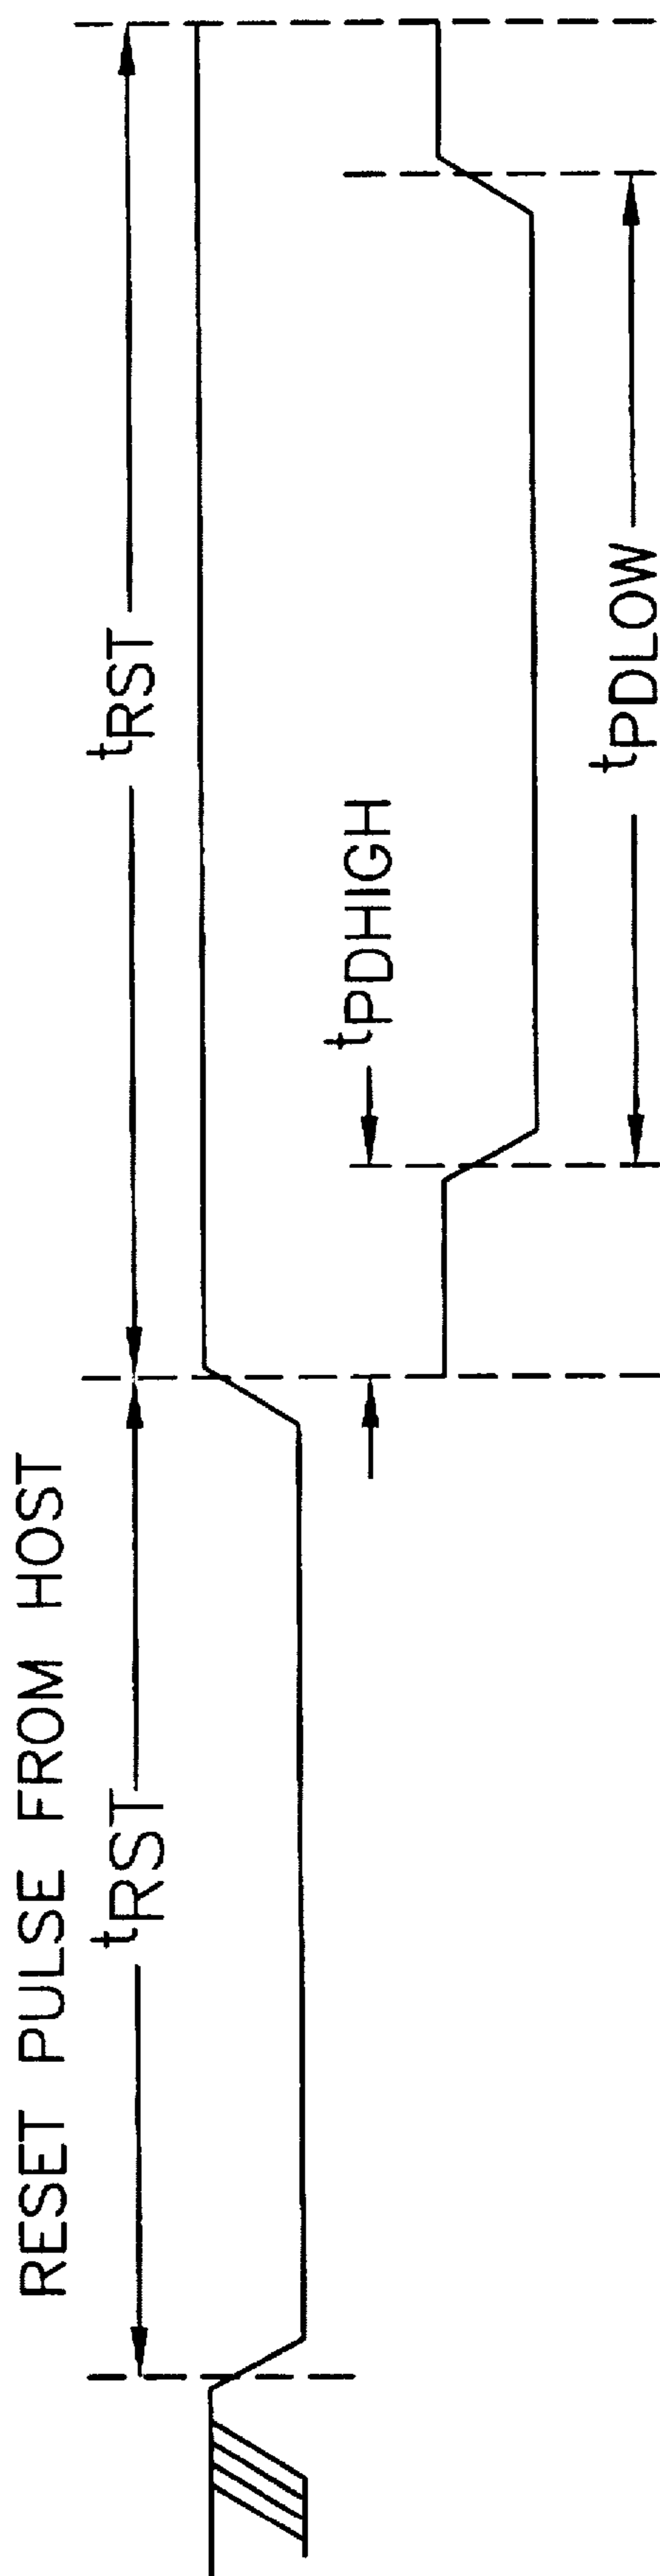 RESET PULSE FROM HOST
tRST
tRST
tPDHIGH
tPDLOW